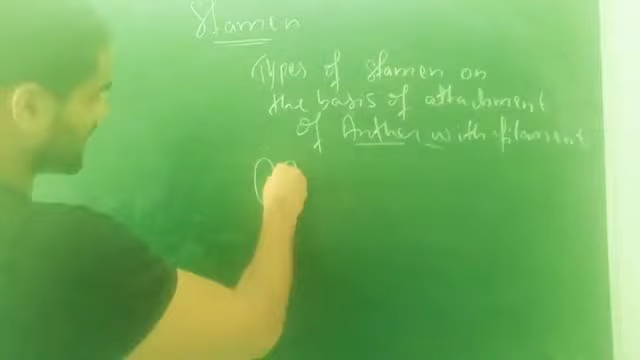 Stamen
Types of stamen on
the basis of attachment
of Anther with filament